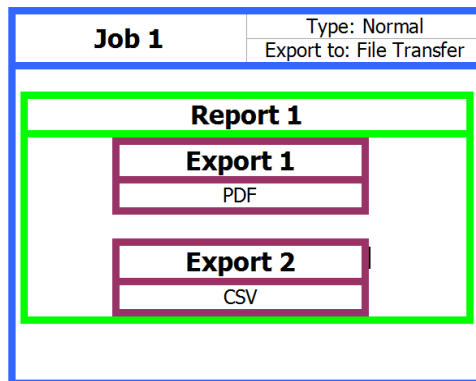 Job 1
Type: Normal
Export to: File Transfer
Report 1
Export 1
PDF
Export 2
CSV